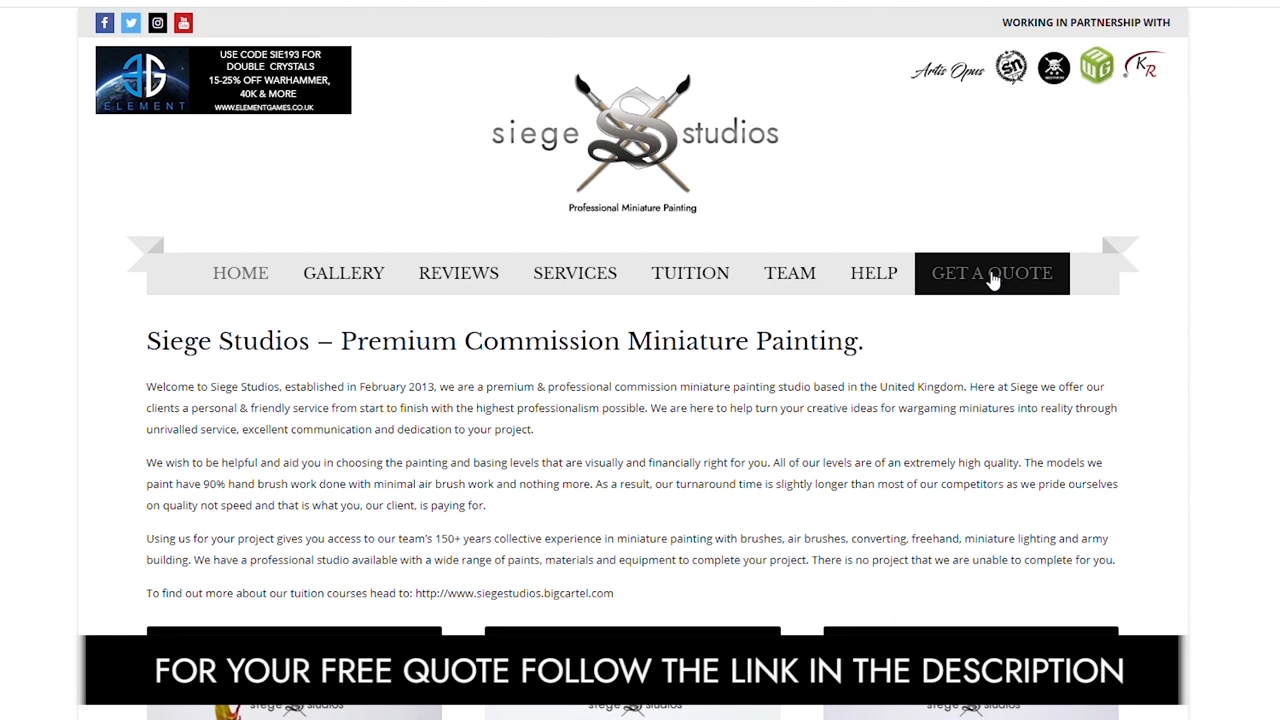 WORKING IN PARTNERSHIP WITH
USE CODE SIE193 FOR
DOUBLE CRYSTALS
15-25% OFF WARHAMMER,
40K & MORE
WWW.ELEMENTGAMES.CO.UK
ELEMENT
Artis Opus
KR
siege S studios
Professional Miniature Painting
HOME GALLERY REVIEWS SERVICES TUITION TEAM HELP GET A QUOTE
Siege Studios – Premium Commission Miniature Painting.
Welcome to Siege Studios, established in February 2013, we are a premium & professional commission miniature painting studio based in the United Kingdom. Here at Siege we offer our
clients a personal & friendly service from start to finish with the highest professionalism possible. We are here to help turn your creative ideas for wargaming miniatures into reality through
unrivalled service, excellent communication and dedication to your project.
We wish to be helpful and aid you in choosing the painting and basing levels that are visually and financially right for you. All of our levels are of an extremely high quality. The models we
paint have 90% hand brush work done with minimal air brush work and nothing more. As a result, our turnaround time is slightly longer than most of our competitors as we pride ourselves
on quality not speed and that is what you, our client, is paying for.
Using us for your project gives you access to our team's 150+ years collective experience in miniature painting with brushes, air brushes, converting, freehand, miniature lighting and army
building. We have a professional studio available with a wide range of paints, materials and equipment to complete your project. There is no project that we are unable to complete for you.
To find out more about our tuition courses head to: http://www.siegestudios.bigcartel.com
FOR YOUR FREE QUOTE FOLLOW THE LINK IN THE DESCRIPTION